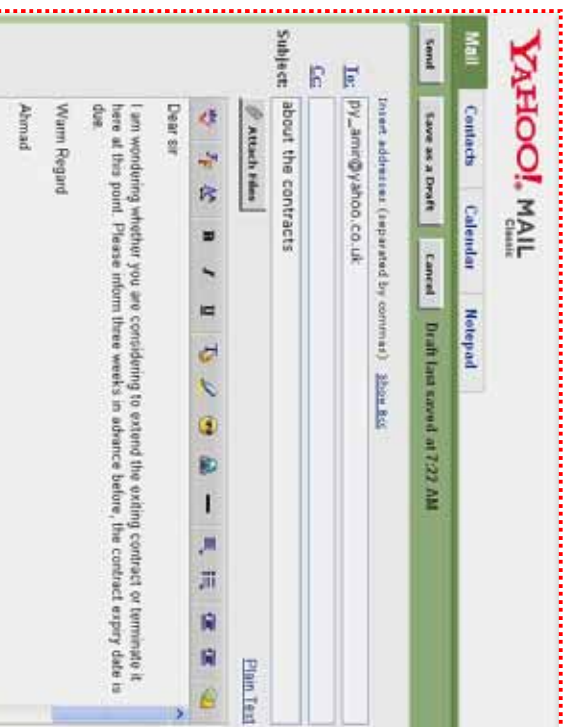 YAHOO! MAIL
Classic
Mail Contacts Calendar Notepad
Send Save as a Draft Cancel Draft last saved at 7:22 AM
Insert addresses (separated by commas) Show BCC
To: py_amir@yahoo.co.uk
Cc:
Subject: about the contracts
Attach Files
Plain Text
B I U
Dear sir
I am wondering whether you are considering to extend the exiting contract or terminate it
here at this point. Please inform three weeks in advance before, the contract expiry date is
due.
Warm Regard
Ahmad